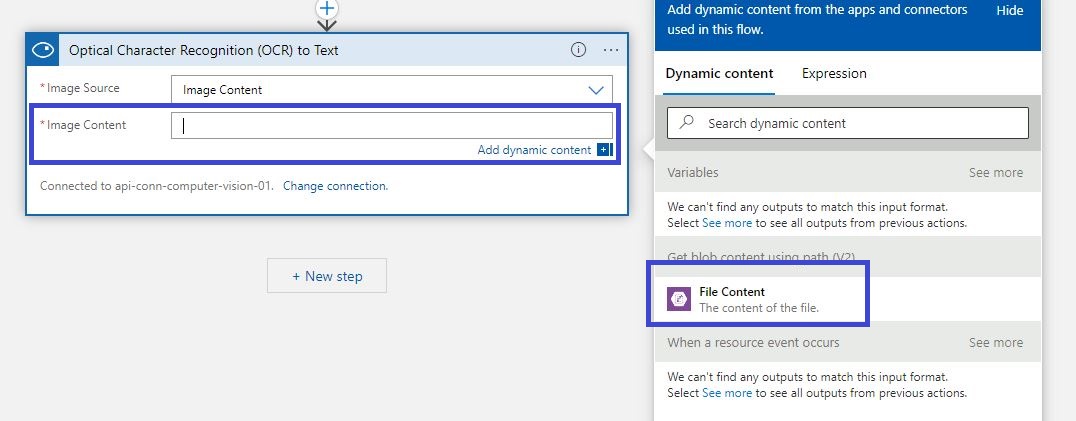 Optical Character Recognition (OCR) to Text
* Image Source
Image Content
* Image Content
Add dynamic content
Connected to api-conn-computer-vision-01. Change connection.
+ New step
Add dynamic content from the apps and connectors
used in this flow.
Hide
Dynamic content
Expression
Search dynamic content
Variables
See more
We can't find any outputs to match this input format.
Select See more to see all outputs from previous actions.
Get blob content using path (V2)
File Content
The content of the file.
When a resource event occurs
See more
We can't find any outputs to match this input format.
Select See more to see all outputs from previous actions.